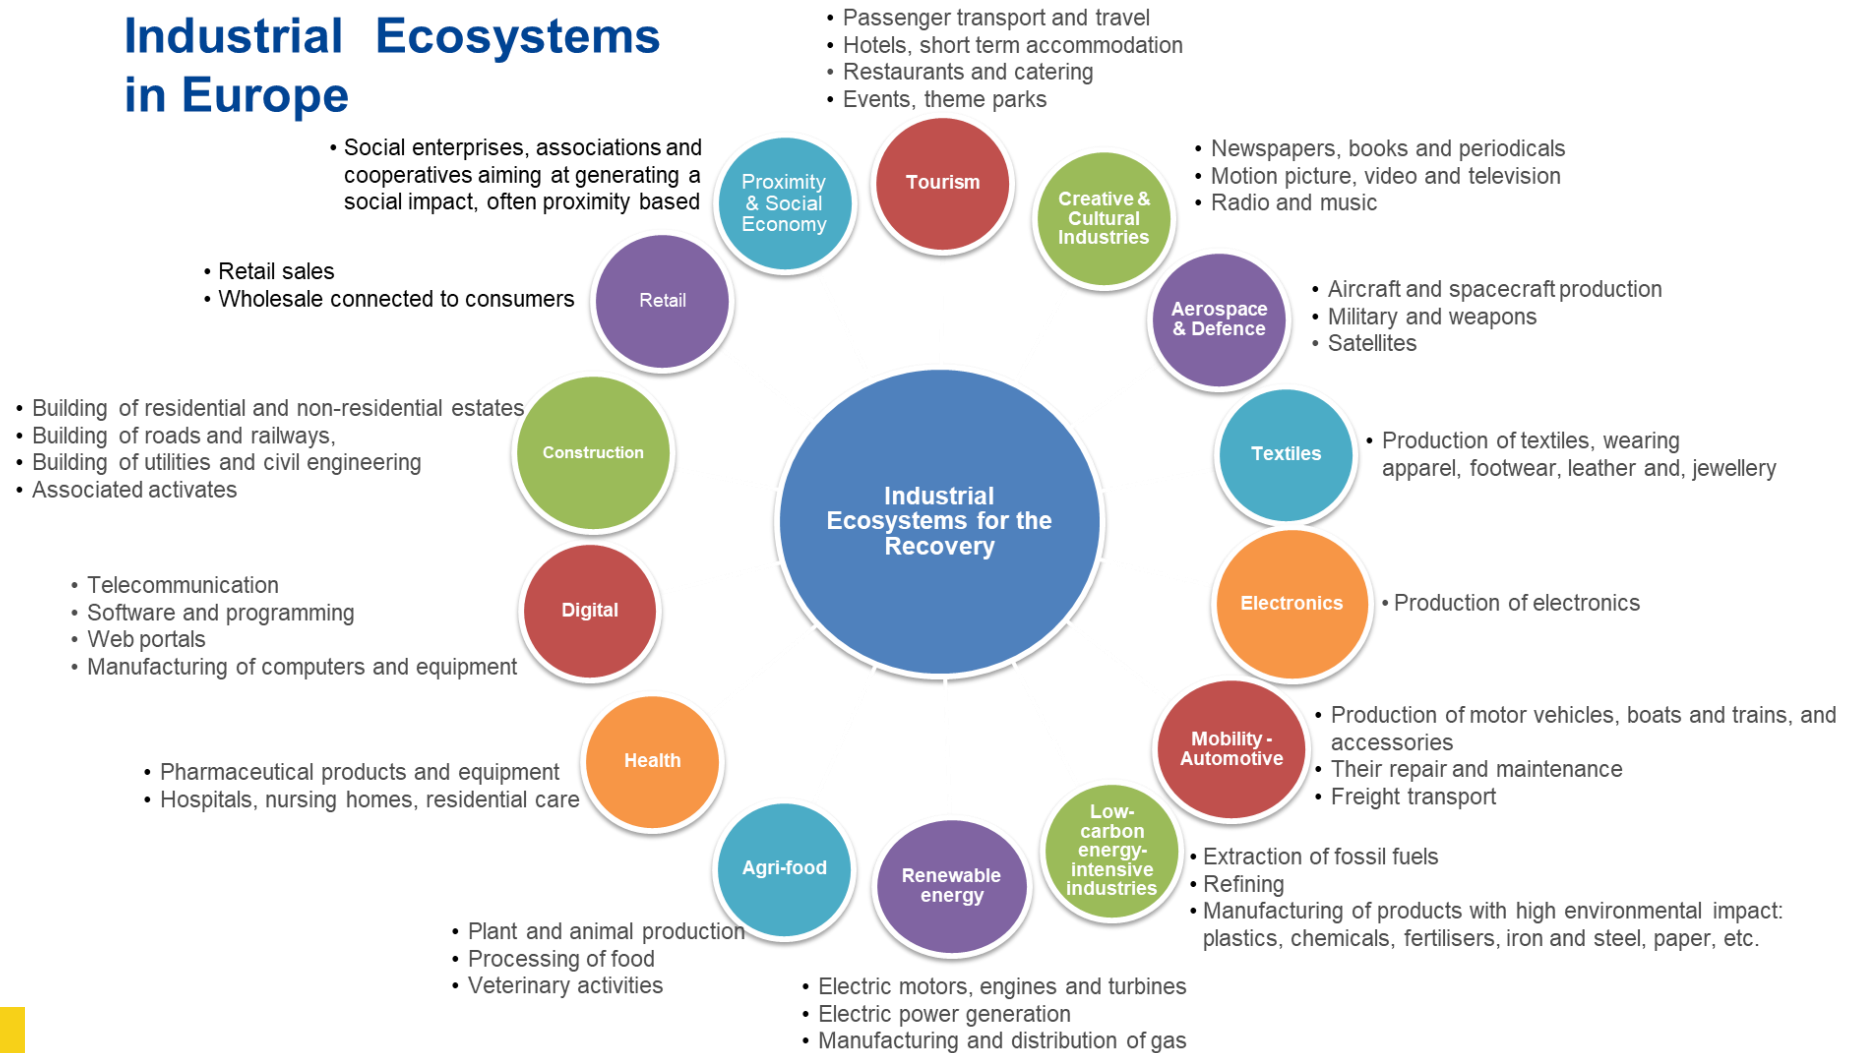 Industrial Ecosystems
in Europe
• Passenger transport and travel
• Hotels, short term accommodation
• Restaurants and catering
• Events, theme parks
Tourism
• Newspapers, books and periodicals
• Motion picture, video and television
• Radio and music
Creative &
Cultural
Industries
• Aircraft and spacecraft production
• Military and weapons
• Satellites
Aerospace
& Defence
• Production of textiles, wearing
apparel, footwear, leather and, jewellery
Textiles
• Production of electronics
Electronics
• Production of motor vehicles, boats and trains, and
accessories
• Their repair and maintenance
• Freight transport
Mobility -
Automotive
• Extraction of fossil fuels
• Refining
• Manufacturing of products with high environmental impact:
plastics, chemicals, fertilisers, iron and steel, paper, etc.
Low-
carbon
energy-
intensive
industries
Renewable
energy
• Electric motors, engines and turbines
• Electric power generation
• Manufacturing and distribution of gas
Agri-food
• Plant and animal production
• Processing of food
• Veterinary activities
Health
• Pharmaceutical products and equipment
• Hospitals, nursing homes, residential care
Digital
• Telecommunication
• Software and programming
• Web portals
• Manufacturing of computers and equipment
Construction
• Building of residential and non-residential estates
• Building of roads and railways,
• Building of utilities and civil engineering
• Associated activates
Retail
• Retail sales
• Wholesale connected to consumers
Proximity
& Social
Economy
• Social enterprises, associations and
cooperatives aiming at generating a
social impact, often proximity based
Industrial
Ecosystems for the
Recovery